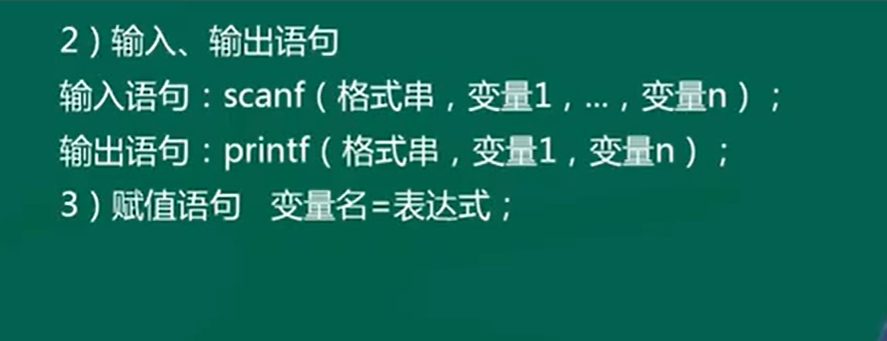 2）输入、输出语句
输入语句：scanf（格式串，变量1，...，变量n）；
输出语句：printf（格式串，变量1，变量n）；
3）赋值语句 变量名=表达式；